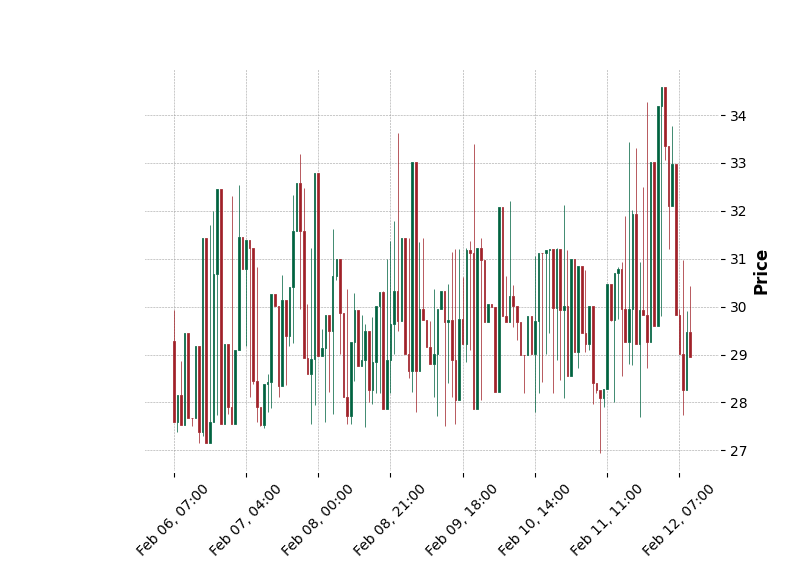 34
33
32
31
30
29
28
27
Price
Feb 06, 07:00
Feb 07, 04:00
Feb 08, 00:00
Feb 08, 21:00
Feb 09, 18:00
Feb 10, 14:00
Feb 11, 11:00
Feb 12, 07:00